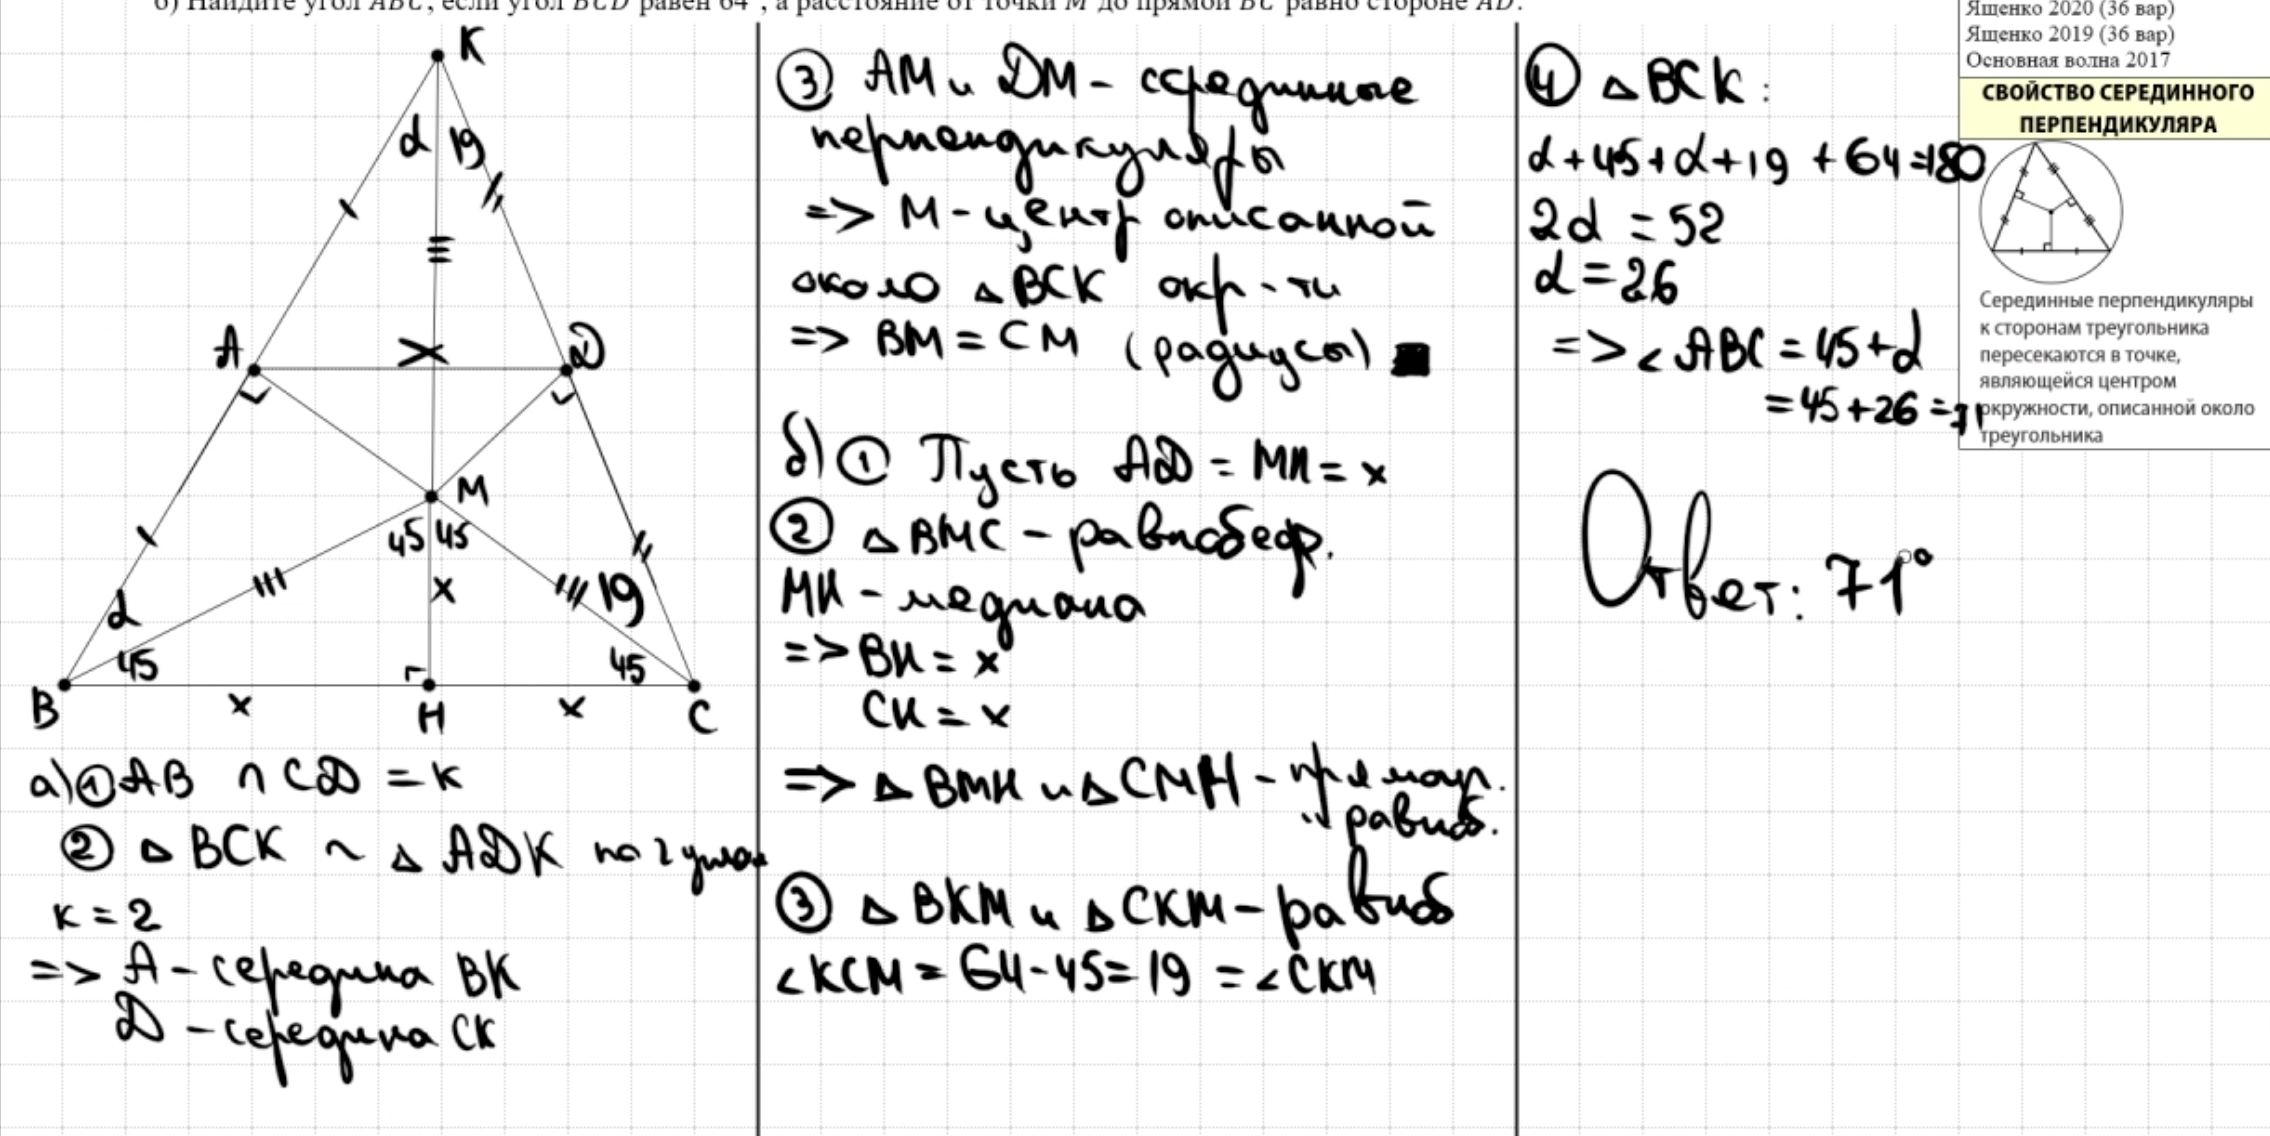 б) Найдите угол ABC, если угол BCD равен 64°, а расстояние от точки M до прямой BC равно стороне AD.
Ященко 2020 (36 вар)
Ященко 2019 (36 вар)
Основная волна 2017
СВОЙСТВО СЕРЕДИННОГО
ПЕРПЕНДИКУЛЯРА
Серединные перпендикуляры
к сторонам треугольника
пересекаются в точке,
являющейся центром
окружности, описанной около
треугольника
K
α 19
A
D
M
45 45
x
α
19
45
45
B
x
H
x
C
а) ① AB ∩ CD = K
② △ BCK ~ △ ADK по 2 углам
k = 2
=> A - середина BK
D - середина CK
③ AM и DM - серединные
перпендикуляры
=> M - центр описанной
около △ BCK окр-ти
=> BM = CM (радиусы) ■
б) ① Пусть AD = MH = x
② △ BMC - равнобедр.
MH - медиана
=> BH = x
CH = x
=> △ BMH и △ CMH - прямоуг.
и равноб.
③ △ BKM и △ CKM - равноб
∠KCM = 64-45 = 19 = ∠CKM
④ △ BCK :
α + 45 + α + 19 + 64 = 180
2α = 52
α = 26
=> ∠ ABC = 45 + α
= 45 + 26 = 71
Ответ: 71°